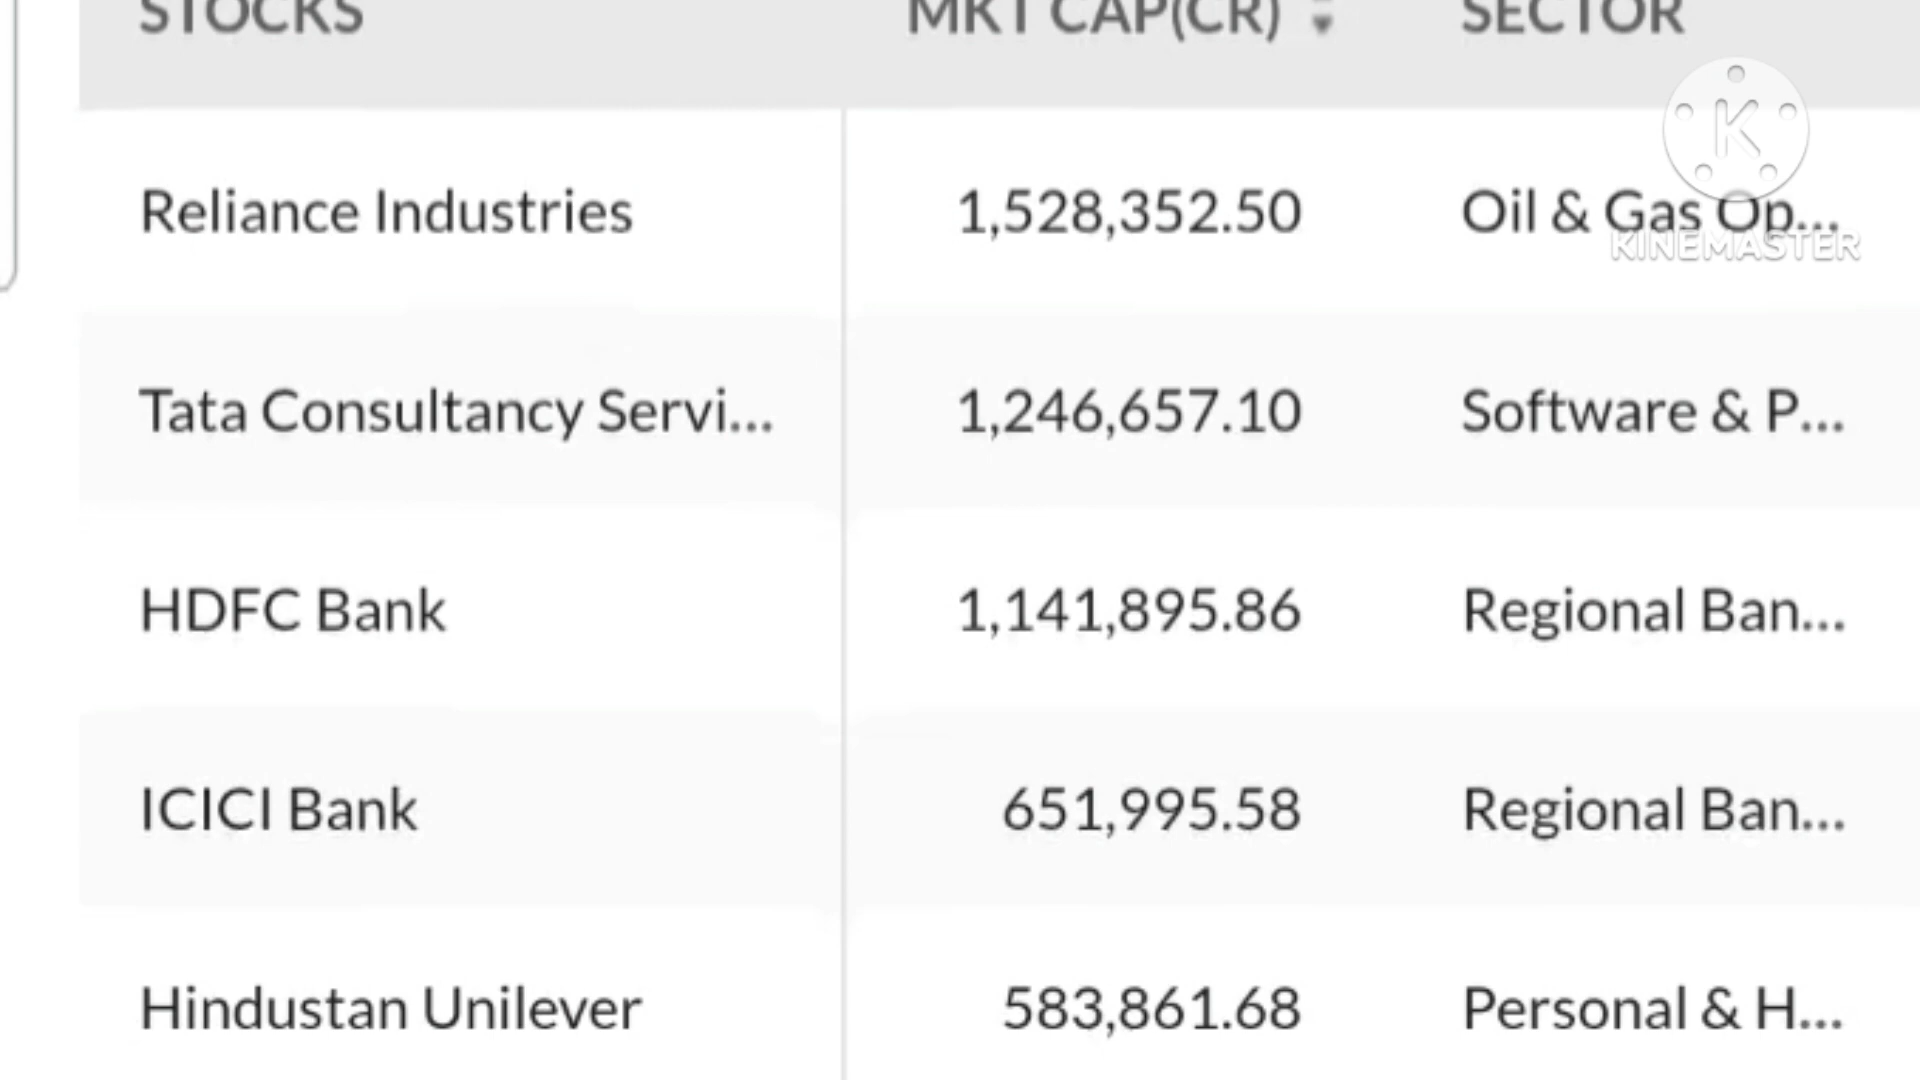 STOCKS MKT CAP(CR) SECTOR
K
Reliance Industries 1,528,352.50 Oil & Gas Op...
KINEMASTER
Tata Consultancy Servi... 1,246,657.10 Software & P...
HDFC Bank 1,141,895.86 Regional Ban...
ICICI Bank 651,995.58 Regional Ban...
Hindustan Unilever 583,861.68 Personal & H...